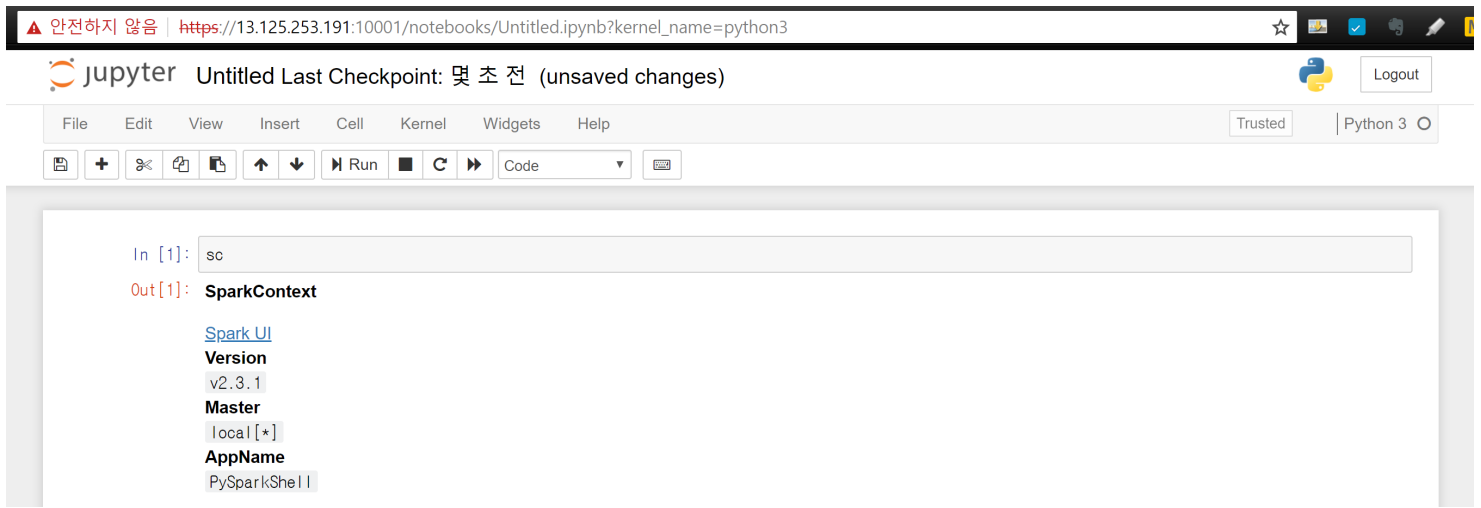 안전하지 않음 https://13.125.253.191:10001/notebooks/Untitled.ipynb?kernel_name=python3
jupyter Untitled Last Checkpoint: 몇 초 전 (unsaved changes) Logout
File Edit View Insert Cell Kernel Widgets Help Trusted Python 3
Run Code
In [1]: sc
Out[1]: SparkContext
Spark UI
Version
v2.3.1
Master
local[*]
AppName
PySparkShell